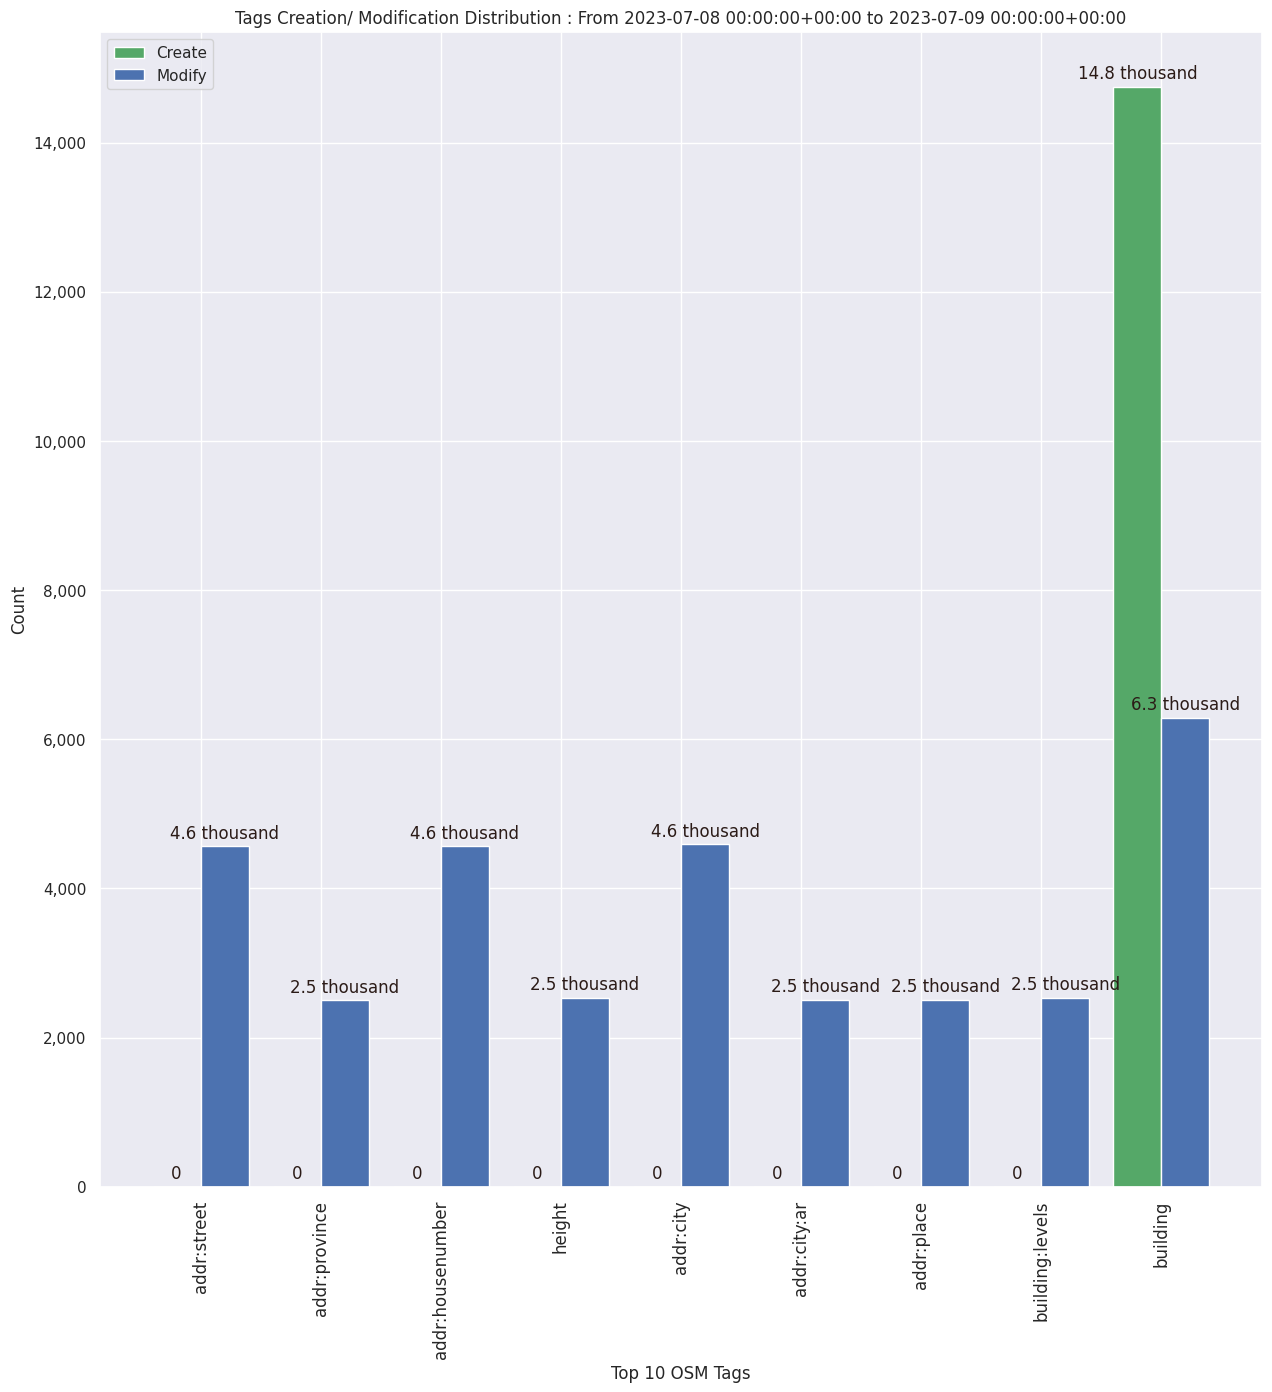 Tags Creation/ Modification Distribution : From 2023-07-08 00:00:00+00:00 to 2023-07-09 00:00:00+00:00
Create
Modify
14.8 thousand
14,000
12,000
10,000
8,000
6.3 thousand
6,000
4.6 thousand
4.6 thousand
4.6 thousand
4,000
2.5 thousand
2.5 thousand
2.5 thousand
2.5 thousand
2.5 thousand
2,000
0
0
0
0
0
0
0
0
0
Count
addr:street
addr:province
addr:housenumber
height
addr:city
addr:city:ar
addr:place
building:levels
building
Top 10 OSM Tags